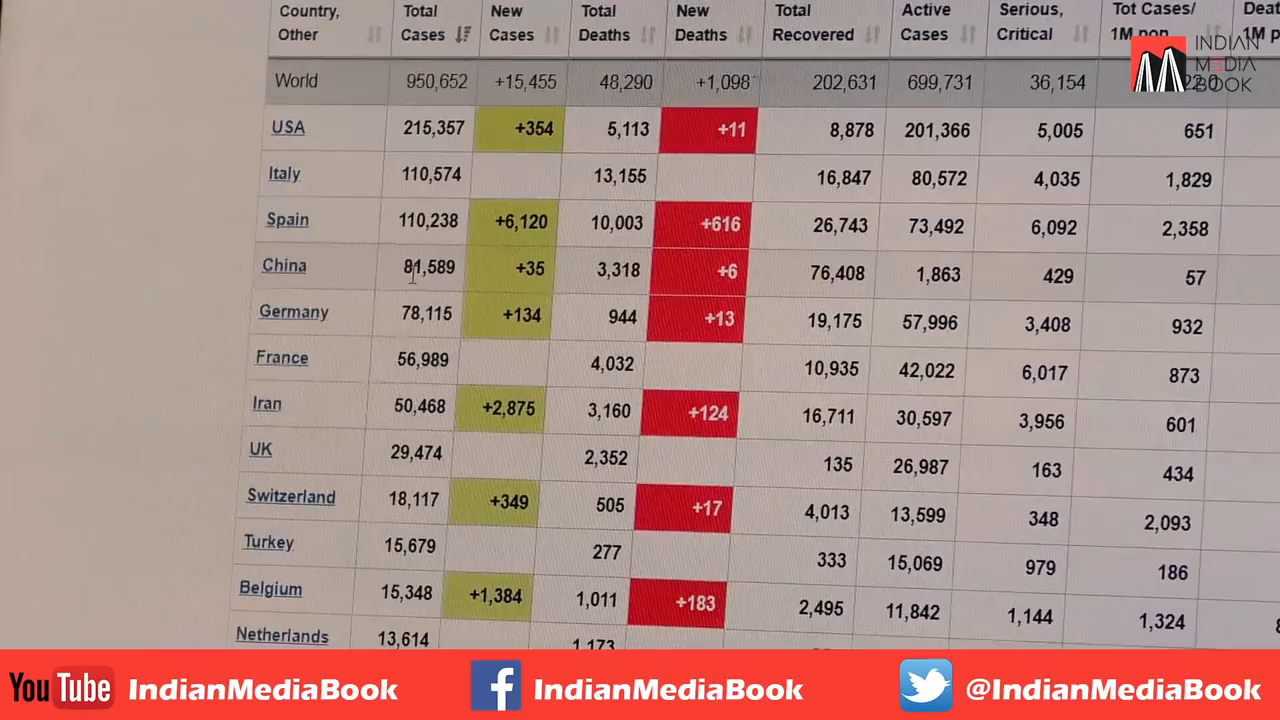 Country, Other Total Cases New Cases Total Deaths New Deaths Total Recovered Active Cases Serious, Critical Tot Cases/ 1M pop
World 950,652 +15,455 48,290 +1,098 202,631 699,731 36,154
USA 215,357 +354 5,113 +11 8,878 201,366 5,005 651
Italy 110,574 13,155 16,847 80,572 4,035 1,829
Spain 110,238 +6,120 10,003 +616 26,743 73,492 6,092 2,358
China 81,589 +35 3,318 +6 76,408 1,863 429 57
Germany 78,115 +134 944 +13 19,175 57,996 3,408 932
France 56,989 4,032 10,935 42,022 6,017 873
Iran 50,468 +2,875 3,160 +124 16,711 30,597 3,956 601
UK 29,474 2,352 135 26,987 163 434
Switzerland 18,117 +349 505 +17 4,013 13,599 348 2,093
Turkey 15,679 277 333 15,069 979 186
Belgium 15,348 +1,384 1,011 +183 2,495 11,842 1,144 1,324
Netherlands 13,614 1,173
INDIAN
MEDIA
BOOK
YouTube IndianMediaBook f IndianMediaBook @IndianMediaBook